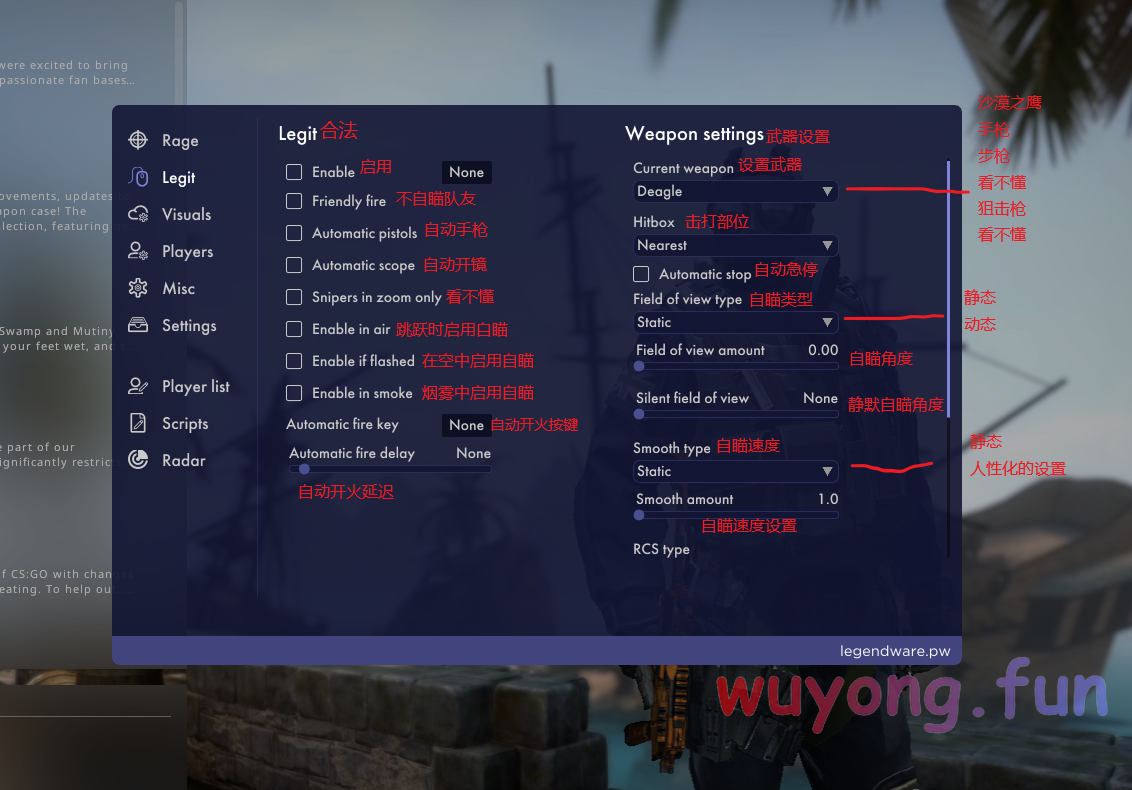 were excited to bring
passionate fan bases…
ovements, updates
apon case! The
llection, featuring
Swamp and Mutiny
your feet wet, and
e part of our
ignificantly restrict
f CS:GO with changes
eating. To help out
Rage
Legit
Visuals
Players
Misc
Settings
Player list
Scripts
Radar
Legit 合法
Enable 启用 None
Friendly fire 不自瞄队友
Automatic pistols 自动手枪
Automatic scope 自动开镜
Snipers in zoom only 看不懂
Enable in air 跳跃时启用自瞄
Enable if flashed 在空中启用自瞄
Enable in smoke 烟雾中启用自瞄
Automatic fire key None 自动开火按键
Automatic fire delay None
自动开火延迟
Weapon settings 武器设置
Current weapon 设置武器
Deagle
Hitbox 击打部位
Nearest
Automatic stop 自动急停
Field of view type 自瞄类型
Static
Field of view amount 0.00 自瞄角度
Silent field of view None 静默自瞄角度
Smooth type 自瞄速度
Static
Smooth amount 1.0
自瞄速度设置
RCS type
沙漠之鹰
手枪
步枪
看不懂
狙击枪
看不懂
静态
动态
静态
人性化的设置
legendware.pw
wuyong.fun